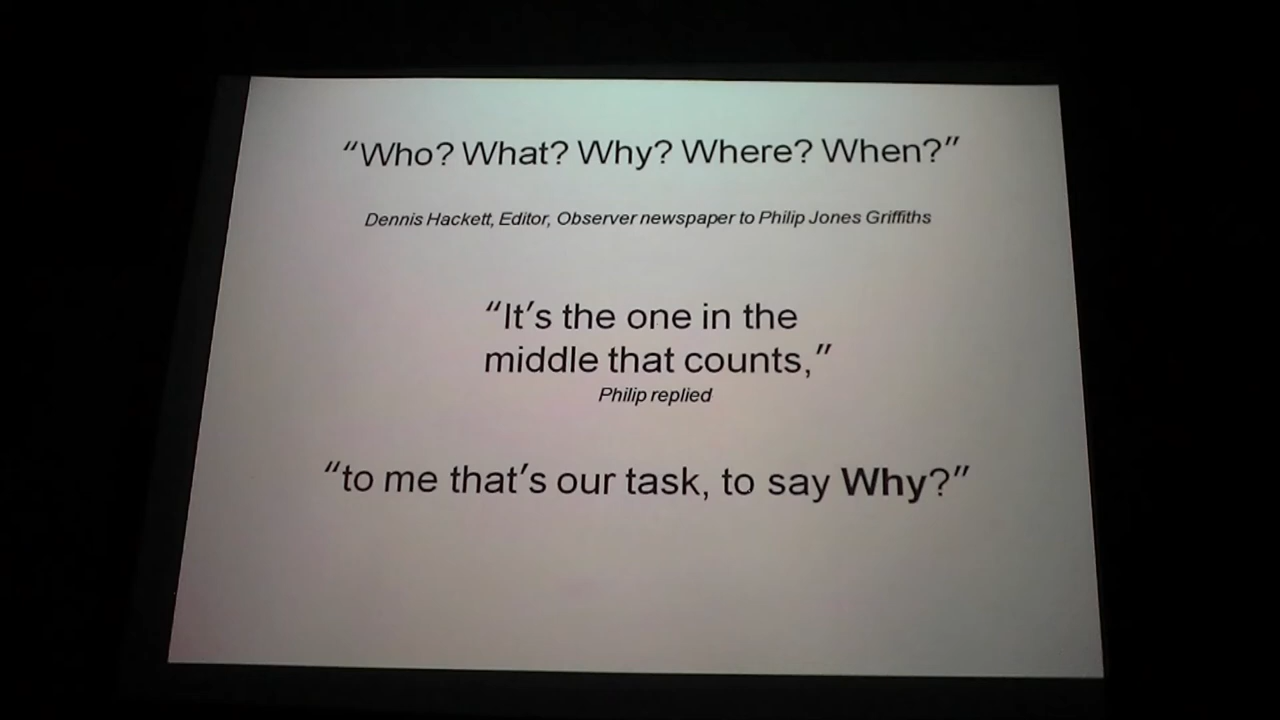 “Who? What? Why? Where? When?”
Dennis Hackett, Editor, Observer newspaper to Philip Jones Griffiths
“It’s the one in the
middle that counts,”
Philip replied
“to me that’s our task, to say Why?”